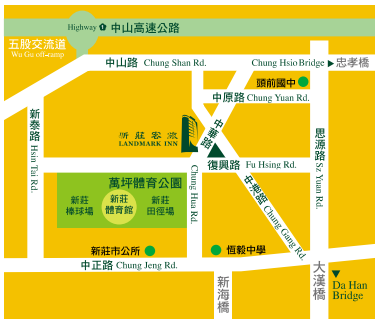 Highway 1 中山高速公路
五股交流道
Wu Gu off-ramp
中山路 Chung Shan Rd.
Chung Hsio Bridge ▶ 忠孝橋
頭前國中
中原路 Chung Yuan Rd.
新泰路 Hsin Tai Rd.
新莊客棧
LANDMARK INN
中華路
Chung Hua Rd.
思源路 Sz Yuan Rd.
復興路 Fu Hsing Rd.
中港路 Chung Gang Rd.
萬坪體育公園
新莊
棒球場
新莊
體育館
新莊
田徑場
新莊市公所
恆毅中學
中正路 Chung Jeng Rd.
新海橋
大漢橋
Da Han
Bridge